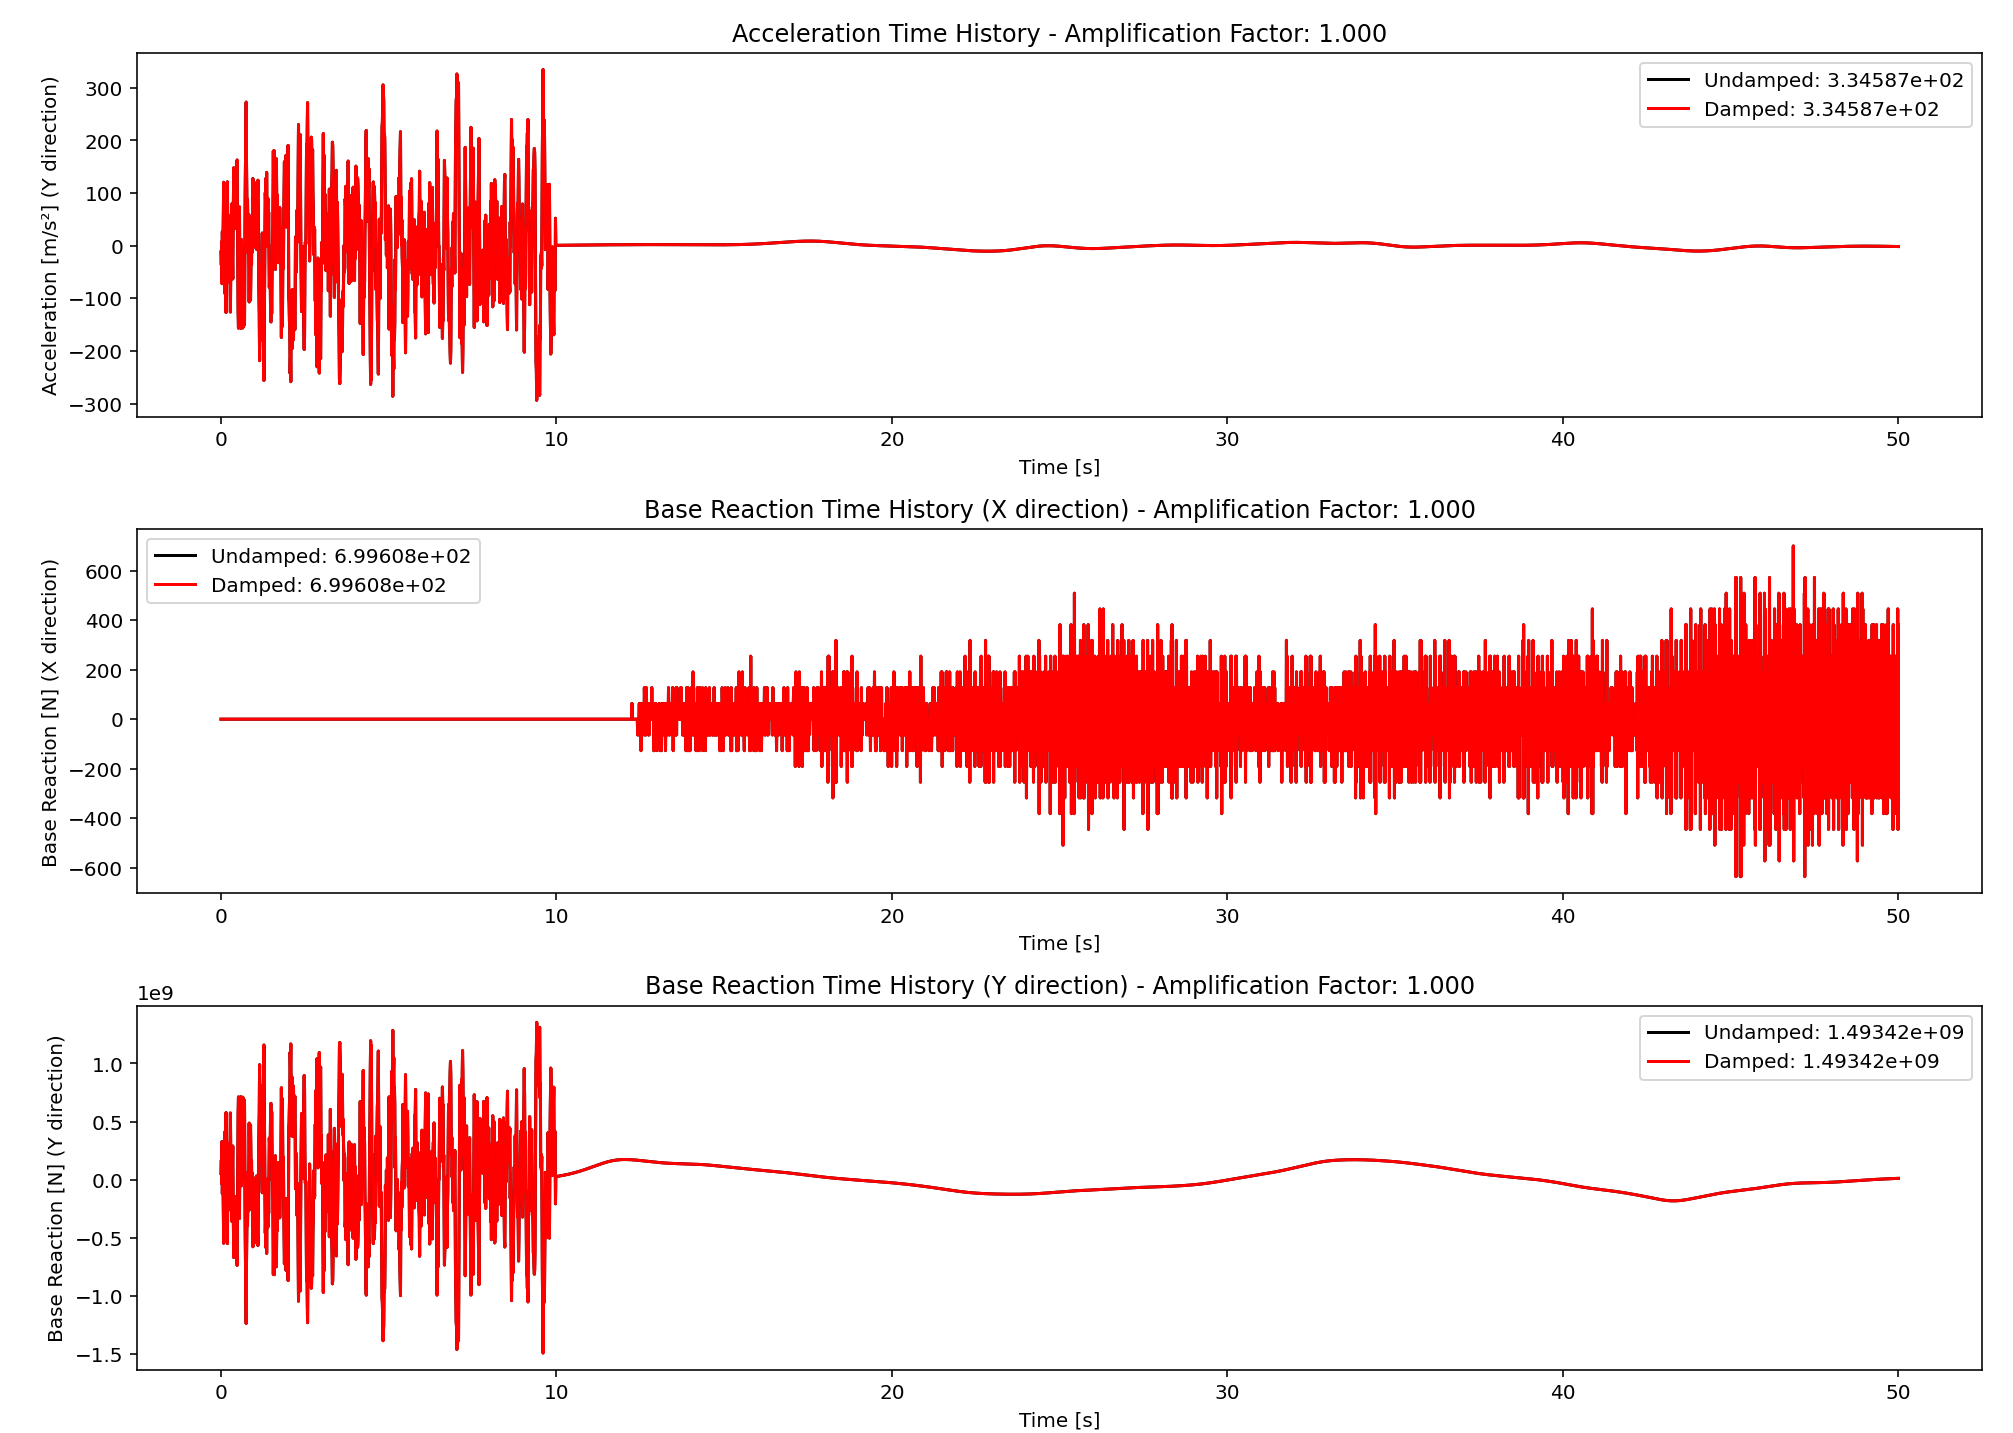 Acceleration Time History - Amplification Factor: 1.000
Acceleration [m/s²] (Y direction)
300
200
100
0
−100
−200
−300
Undamped: 3.34587e+02
Damped: 3.34587e+02
0 10 20 30 40 50
Time [s]
Base Reaction Time History (X direction) - Amplification Factor: 1.000
Base Reaction [N] (X direction)
600
400
200
0
−200
−400
−600
Undamped: 6.99608e+02
Damped: 6.99608e+02
0 10 20 30 40 50
Time [s]
Base Reaction Time History (Y direction) - Amplification Factor: 1.000
1e9
Base Reaction [N] (Y direction)
1.0
0.5
0.0
−0.5
−1.0
−1.5
Undamped: 1.49342e+09
Damped: 1.49342e+09
0 10 20 30 40 50
Time [s]